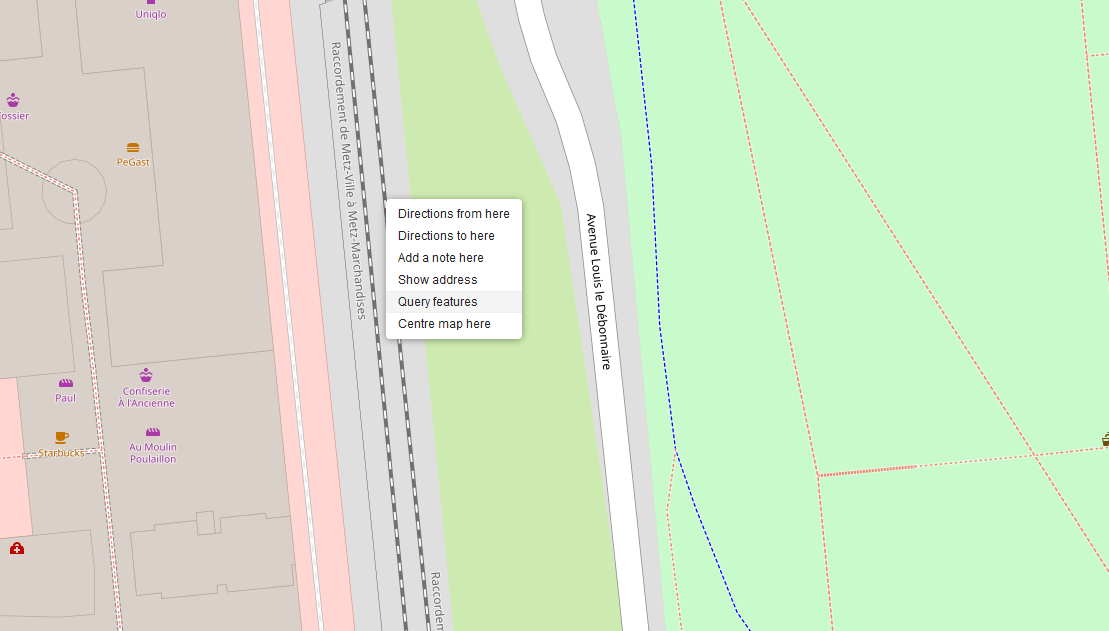 Uniqlo
ossier
PeGast
Raccordement de Metz-Ville à Metz-Marchandises
Directions from here
Directions to here
Add a note here
Show address
Query features
Centre map here
Avenue Louis le Débonnaire
Paul
Confiserie
À l'Ancienne
Starbucks
Au Moulin
Poulaillon
Raccordem